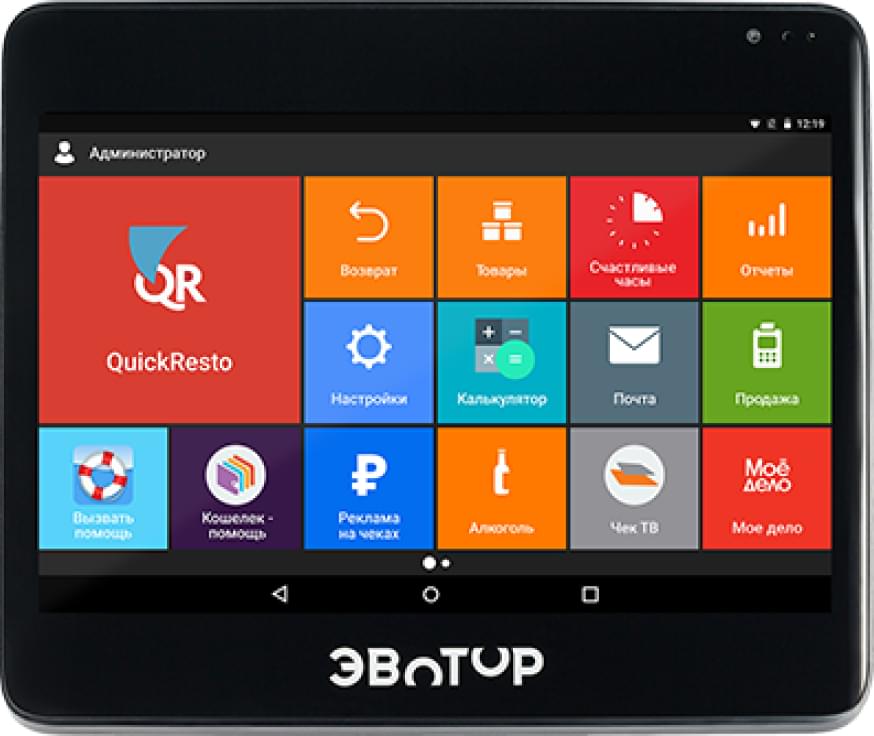 12:19
Администратор
QR
QuickResto
Возврат
Товары
Счастливые
часы
Отчеты
Настройки
Калькулятор
Почта
Продажа
Вызвать
помощь
Кошелек -
помощь
₽
Реклама
на чеках
Алкоголь
Чек ТВ
Моё
дело
Мое дело
ЭВОТОР